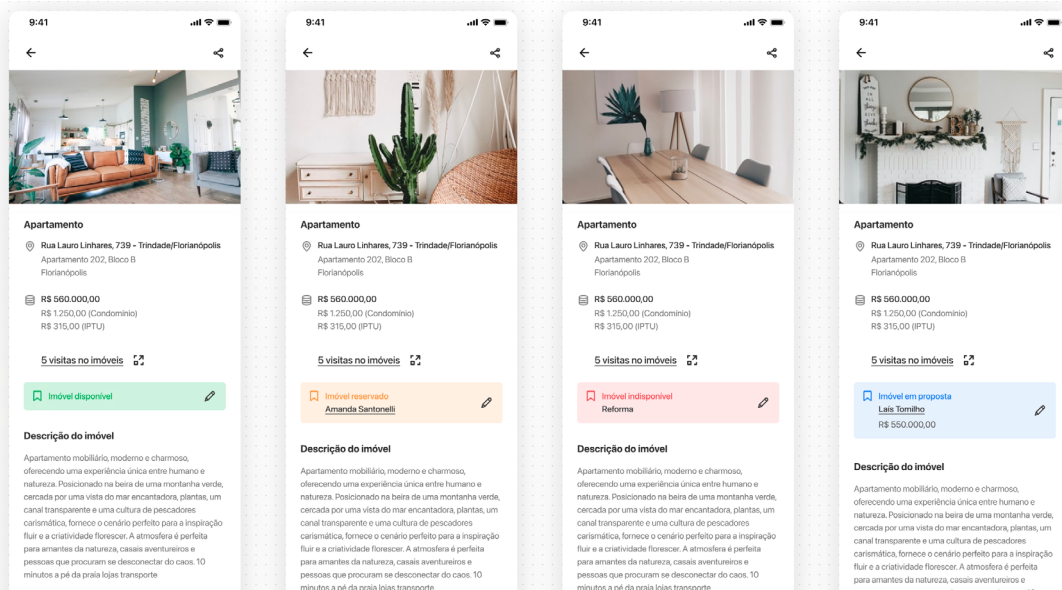 9:41
Apartamento
Rua Lauro Linhares, 739 - Trindade/Florianópolis
Apartamento 202, Bloco B
Florianópolis
R$ 560.000,00
R$ 1.250,00 (Condomínio)
R$ 315,00 (IPTU)
5 visitas no imóveis
Imóvel disponível
Descrição do imóvel
Apartamento mobiliário, moderno e charmoso,
oferecendo uma experiência única entre humano e
natureza. Posicionado na beira de uma montanha verde,
cercada por uma vista do mar encantadora, plantas, um
canal transparente e uma cultura de pescadores
carismática, fornece o cenário perfeito para a inspiração
fluir e a criatividade florescer. A atmosfera é perfeita
para amantes da natureza, casais aventureiros e
pessoas que procuram se desconectar do caos. 10
minutos a pé da praia lojas transporte
9:41
Apartamento
Rua Lauro Linhares, 739 - Trindade/Florianópolis
Apartamento 202, Bloco B
Florianópolis
R$ 560.000,00
R$ 1.250,00 (Condomínio)
R$ 315,00 (IPTU)
5 visitas no imóveis
Imóvel reservado
Amanda Santonelli
Descrição do imóvel
Apartamento mobiliário, moderno e charmoso,
oferecendo uma experiência única entre humano e
natureza. Posicionado na beira de uma montanha verde,
cercada por uma vista do mar encantadora, plantas, um
canal transparente e uma cultura de pescadores
carismática, fornece o cenário perfeito para a inspiração
fluir e a criatividade florescer. A atmosfera é perfeita
para amantes da natureza, casais aventureiros e
pessoas que procuram se desconectar do caos. 10
minutos a pé da praia lojas transporte
9:41
Apartamento
Rua Lauro Linhares, 739 - Trindade/Florianópolis
Apartamento 202, Bloco B
Florianópolis
R$ 560.000,00
R$ 1.250,00 (Condomínio)
R$ 315,00 (IPTU)
5 visitas no imóveis
Imóvel indisponível
Reforma
Descrição do imóvel
Apartamento mobiliário, moderno e charmoso,
oferecendo uma experiência única entre humano e
natureza. Posicionado na beira de uma montanha verde,
cercada por uma vista do mar encantadora, plantas, um
canal transparente e uma cultura de pescadores
carismática, fornece o cenário perfeito para a inspiração
fluir e a criatividade florescer. A atmosfera é perfeita
para amantes da natureza, casais aventureiros e
pessoas que procuram se desconectar do caos. 10
minutos a pé da praia lojas transporte
9:41
Apartamento
Rua Lauro Linhares, 739 - Trindade/Florianópolis
Apartamento 202, Bloco B
Florianópolis
R$ 560.000,00
R$ 1.250,00 (Condomínio)
R$ 315,00 (IPTU)
5 visitas no imóveis
Imóvel em proposta
Laís Tomilho
R$ 550.000,00
Descrição do imóvel
Apartamento mobiliário, moderno e charmoso,
oferecendo uma experiência única entre humano e
natureza. Posicionado na beira de uma montanha verde,
cercada por uma vista do mar encantadora, plantas, um
canal transparente e uma cultura de pescadores
carismática, fornece o cenário perfeito para a inspiração
fluir e a criatividade florescer. A atmosfera é perfeita
para amantes da natureza, casais aventureiros e